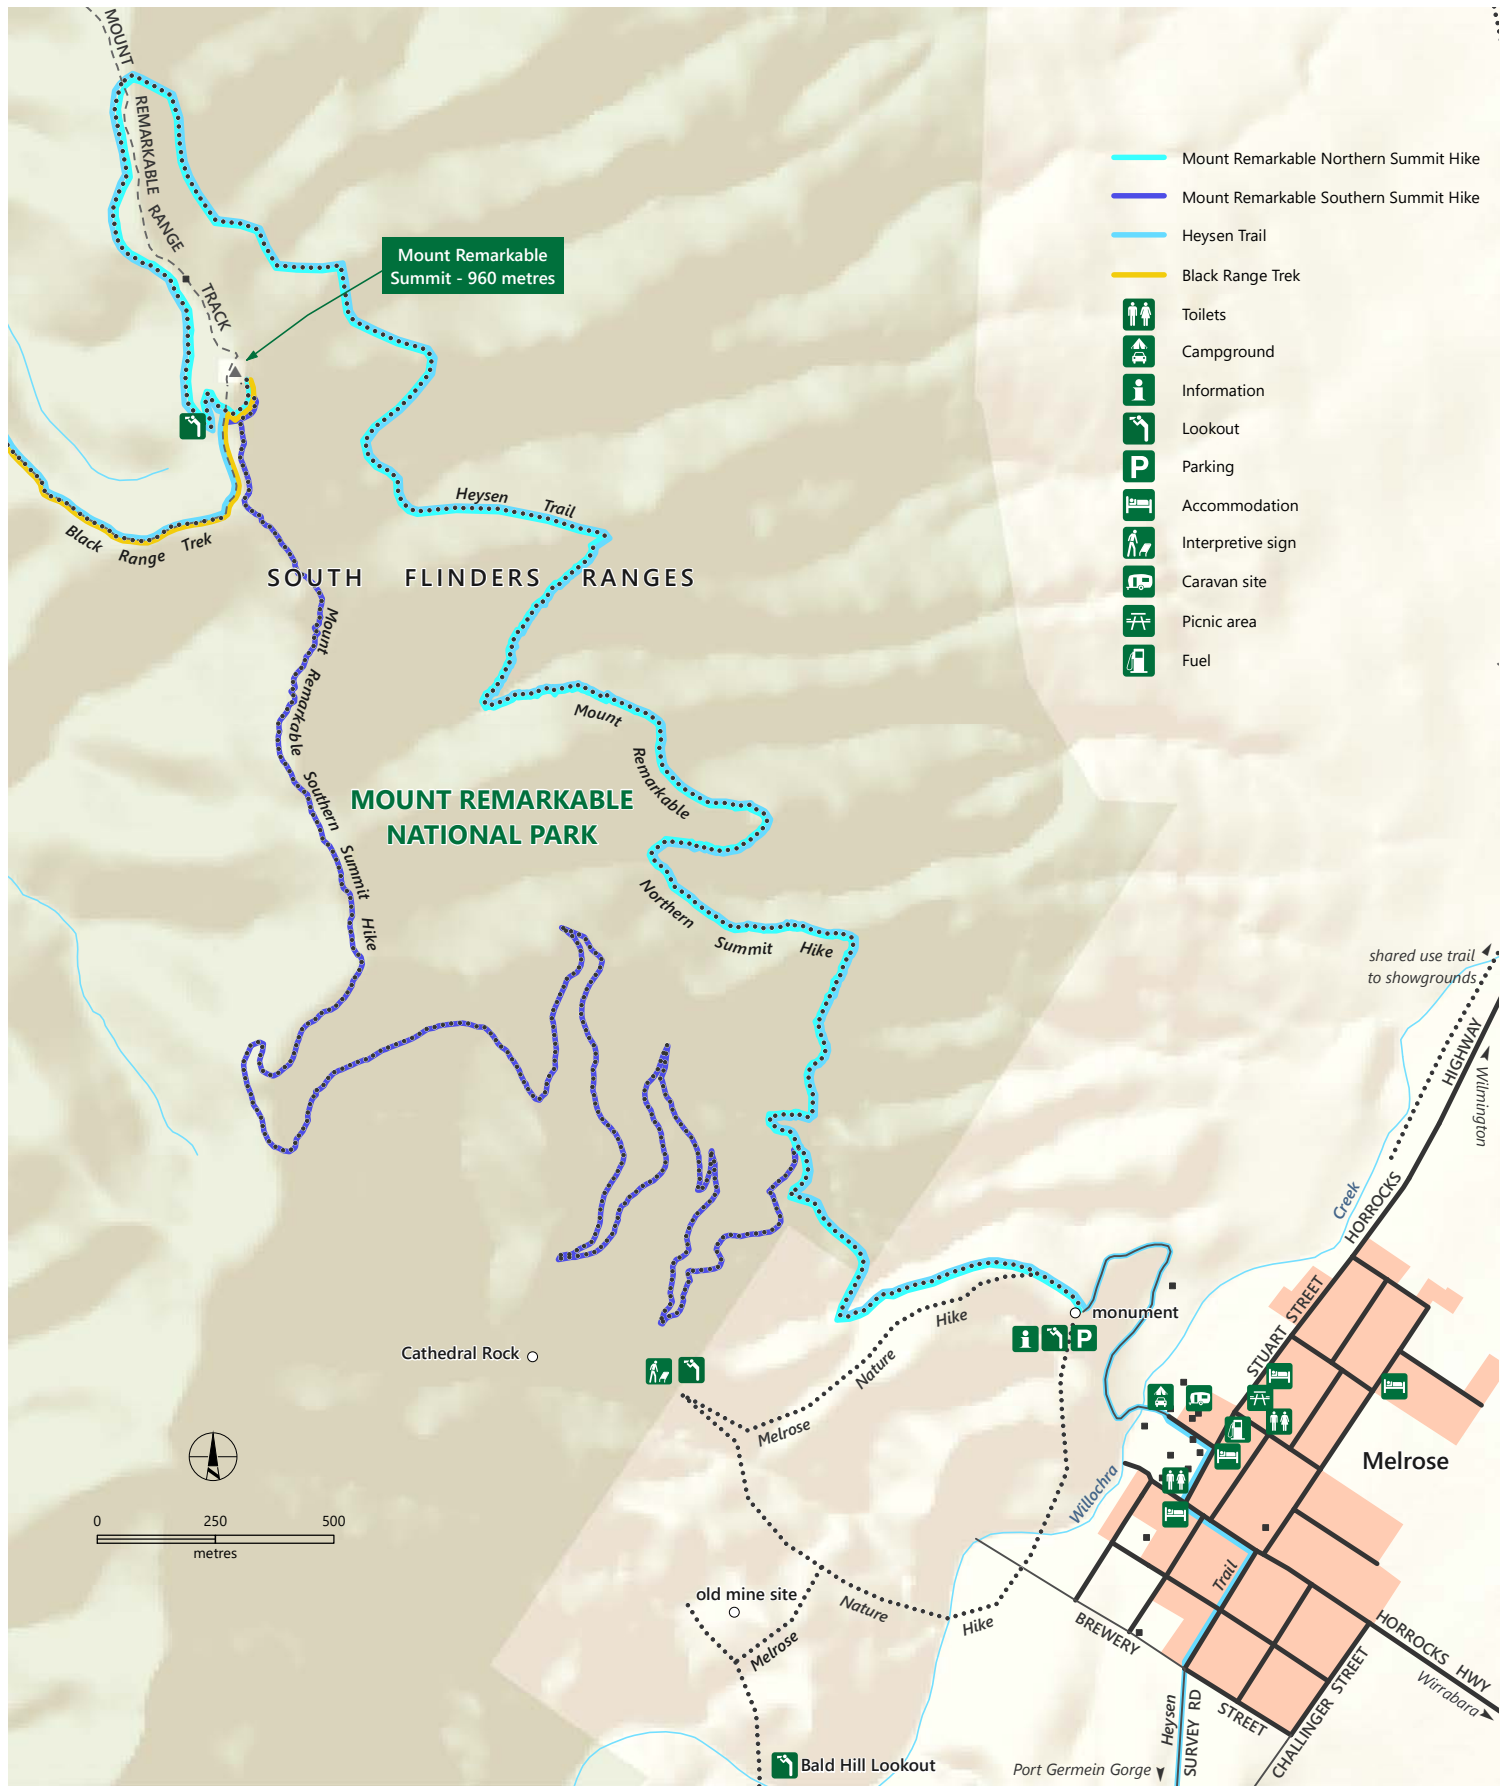 MOUNT REMARKABLE RANGE TRACK
Mount Remarkable
Summit - 960 metres
Mount Remarkable Northern Summit Hike
Mount Remarkable Southern Summit Hike
Heysen Trail
Black Range Trek
Toilets
Campground
Information
Lookout
P
Parking
Accommodation
Interpretive sign
Caravan site
Picnic area
Fuel
Heysen Trail
Black Range Trek
SOUTH FLINDERS RANGES
Mount Remarkable Southern Summit Hike
Mount Remarkable Northern Summit Hike
MOUNT REMARKABLE
NATIONAL PARK
shared use trail
to showgrounds
HORROCKS HIGHWAY
Wilmington
Creek
Willochra
STUART STREET
monument
P
Melrose Nature Hike
Cathedral Rock
Melrose
0 250 500
metres
old mine site
Melrose Nature Hike
Heysen Trail
BREWERY STREET
HORROCKS HWY
Wirrabara
CHALLINGER STREET
SURVEY RD
Bald Hill Lookout
Port Germein Gorge